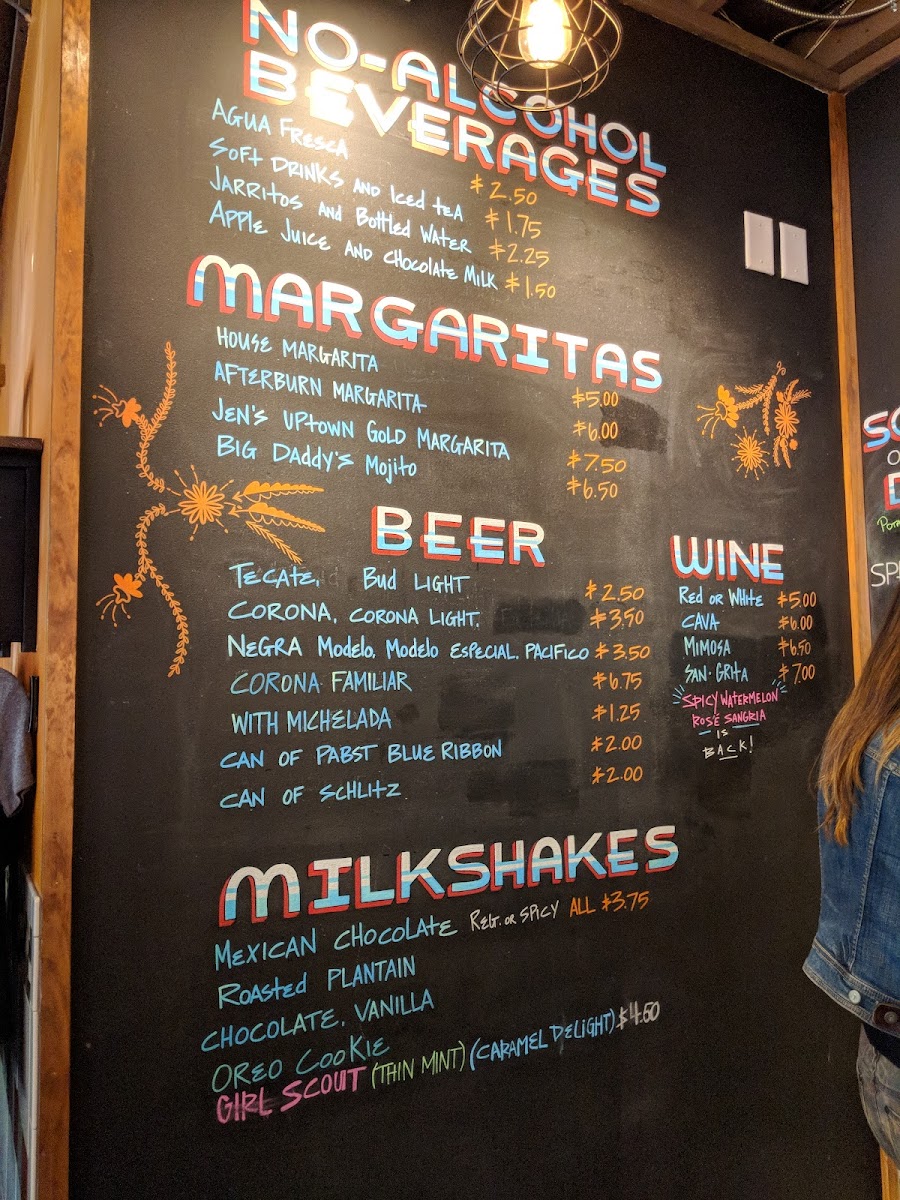 NO-ALCOHOL
BEVERAGES
AGUA FRESCA $2.50
SOFT DRINKS AND ICED TEA $1.75
JARRITOS AND BOTTLED WATER $2.25
APPLE JUICE AND CHOCOLATE MILK $1.50
MARGARITAS
HOUSE MARGARITA $5.00
AFTERBURN MARGARITA $6.00
JEN'S UPTOWN GOLD MARGARITA $7.50
BIG DADDY'S MOJITO $6.50
BEER
TECATE, BUD LIGHT $2.50
CORONA, CORONA LIGHT, $3.50
NEGRA MODELO, MODELO ESPECIAL, PACIFICO $3.50
CORONA FAMILIAR $6.75
WITH MICHELADA $1.25
CAN OF PABST BLUE RIBBON $2.00
CAN OF SCHLITZ $2.00
WINE
RED OR WHITE $5.00
CAVA $6.00
MIMOSA $6.50
SAN·GRITA $7.00
SPICY WATERMELON
ROSÉ SANGRIA
IS
BACK!
MILKSHAKES
MEXICAN CHOCOLATE REG. OR SPICY ALL $3.75
ROASTED PLANTAIN
CHOCOLATE, VANILLA
OREO COOKIE
GIRL SCOUT (THIN MINT) (CARAMEL DELIGHT) $4.50